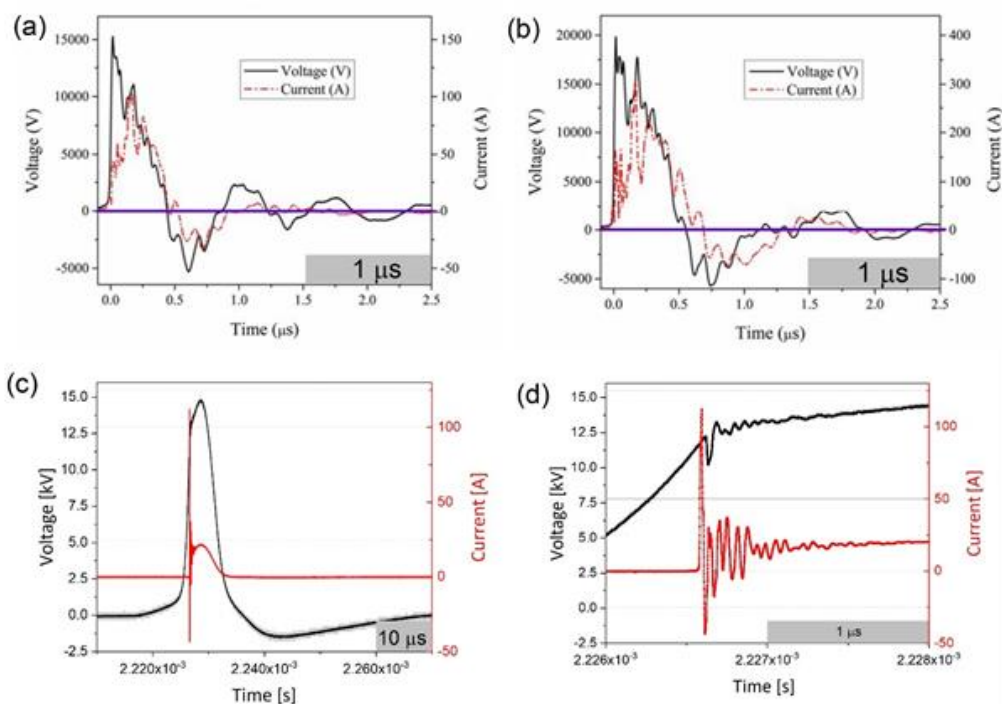 (a)
15000
10000
5000
0
-5000
Voltage (V)
150
100
50
0
-50
Current (A)
Voltage (V)
Current (A)
1 µs
0.0 0.5 1.0 1.5 2.0 2.5
Time (µs)
(b)
20000
15000
10000
5000
0
-5000
Voltage (V)
400
300
200
100
0
-100
Current (A)
Voltage (V)
Current (A)
1 µs
0.0 0.5 1.0 1.5 2.0 2.5
Time (µs)
(c)
15.0
12.5
10.0
7.5
5.0
2.5
0.0
-2.5
Voltage [kV]
100
50
0
-50
Current [A]
10 µs
2.220x10⁻³ 2.240x10⁻³ 2.260x10⁻³
Time [s]
(d)
15.0
12.5
10.0
7.5
5.0
2.5
0.0
-2.5
Voltage [kV]
100
50
0
-50
Current [A]
1 µs
2.226x10⁻³ 2.227x10⁻³ 2.228x10⁻³
Time [s]